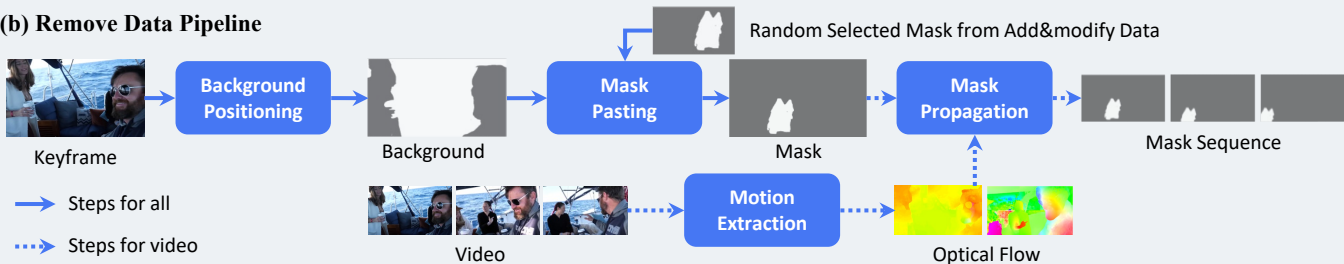 (b) Remove Data Pipeline
Random Selected Mask from Add&modify Data
Background
Positioning
Mask
Pasting
Mask
Propagation
Keyframe
Background
Mask
Mask Sequence
Steps for all
Motion
Extraction
Steps for video
Video
Optical Flow